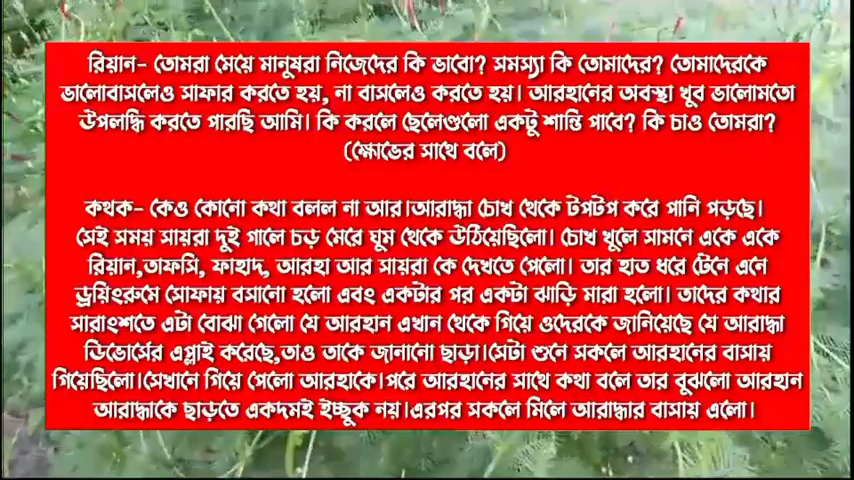 রিয়ান- তোমরা মেয়ে মানুষরা নিজেদের কি ভাবো? সমস্যা কি তোমাদের? তোমাদেরকে
ভালোবাসলেও সাফার করতে হয়, না বাসলেও করতে হয়। আরহানের অবস্থা খুব ভালোমতো
উপলব্ধি করতে পারছি আমি। কি করলে ছেলেগুলো একটু শান্তি পাবে? কি চাও তোমরা?
(ক্ষোভের সাথে বলে)
কথক- কেও কোনো কথা বলল না আর।আরাদ্ধা চোখ থেকে টপটপ করে পানি পড়ছে।
সেই সময় সায়রা দুই গালে চড় মেরে ঘুম থেকে উঠিয়েছিলো। চোখ খুলে সামনে একে একে
রিয়ান,তাফসি, ফাহাদ, আরহা আর সায়রা কে দেখতে পেলো। তার হাত ধরে টেনে এনে
ড্রয়িংরুমে সোফায় বসানো হলো এবং একটার পর একটা ঝাড়ি মারা হলো। তাদের কথার
সারাংশতে এটা বোঝা গেলো যে আরহান এখান থেকে গিয়ে ওদেরকে জানিয়েছে যে আরাদ্ধা
ডিভোর্সের এপ্লাই করেছে,তাও তাকে জানানো ছাড়া।সেটা শুনে সকলে আরহানের বাসায়
গিয়েছিলো।সেখানে গিয়ে পেলো আরহাকে।পরে আরহানের সাথে কথা বলে তার বুঝলো আরহান
আরাদ্ধাকে ছাড়তে একদমই ইচ্ছুক নয়।এরপর সকলে মিলে আরাদ্ধার বাসায় এলো।